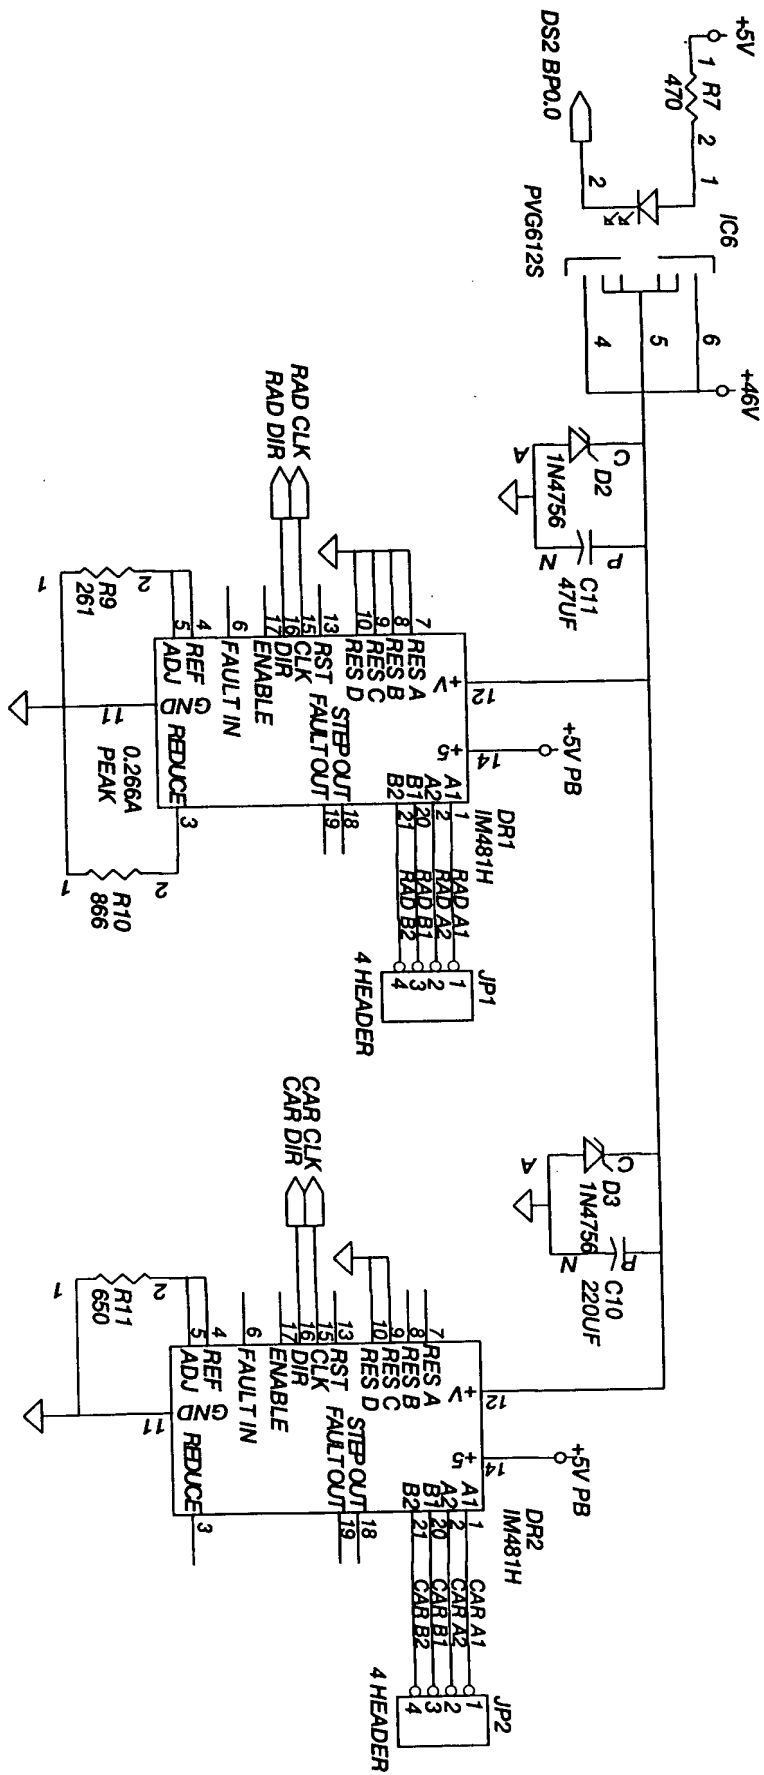 +5V
1
R7
470
2
1
DS2 BP0.0
2
IC6
PVG612S
6
5
4
+46V
C
D2
1N4756
A
P
C11
47UF
N
RAD CLK
RAD DIR
7
8
9
10
13
15
16
17
6
4
5
RES A
RES B
RES C
RES D
RST
CLK
DIR
ENABLE
FAULT IN
REF
ADJ
+V
12
+5
14
+5V PB
GND
11
STEP OUT
FAULT OUT
18
19
REDUCE
3
A1
A2
B1
B2
1
2
20
21
DR1
IM481H
RAD A1
RAD A2
RAD B1
RAD B2
JP1
1
2
3
4
4 HEADER
R9
261
2
1
0.266A
PEAK
R10
866
2
1
C
D3
1N4756
A
P
C10
220UF
N
CAR CLK
CAR DIR
7
8
9
10
13
15
16
17
6
4
5
RES A
RES B
RES C
RES D
RST
CLK
DIR
ENABLE
FAULT IN
REF
ADJ
+V
12
+5
14
+5V PB
GND
11
STEP OUT
FAULT OUT
18
19
REDUCE
3
A1
A2
B1
B2
1
2
20
21
DR2
IM481H
CAR A1
CAR A2
CAR B1
CAR B2
JP2
1
2
3
4
4 HEADER
R11
650
2
1